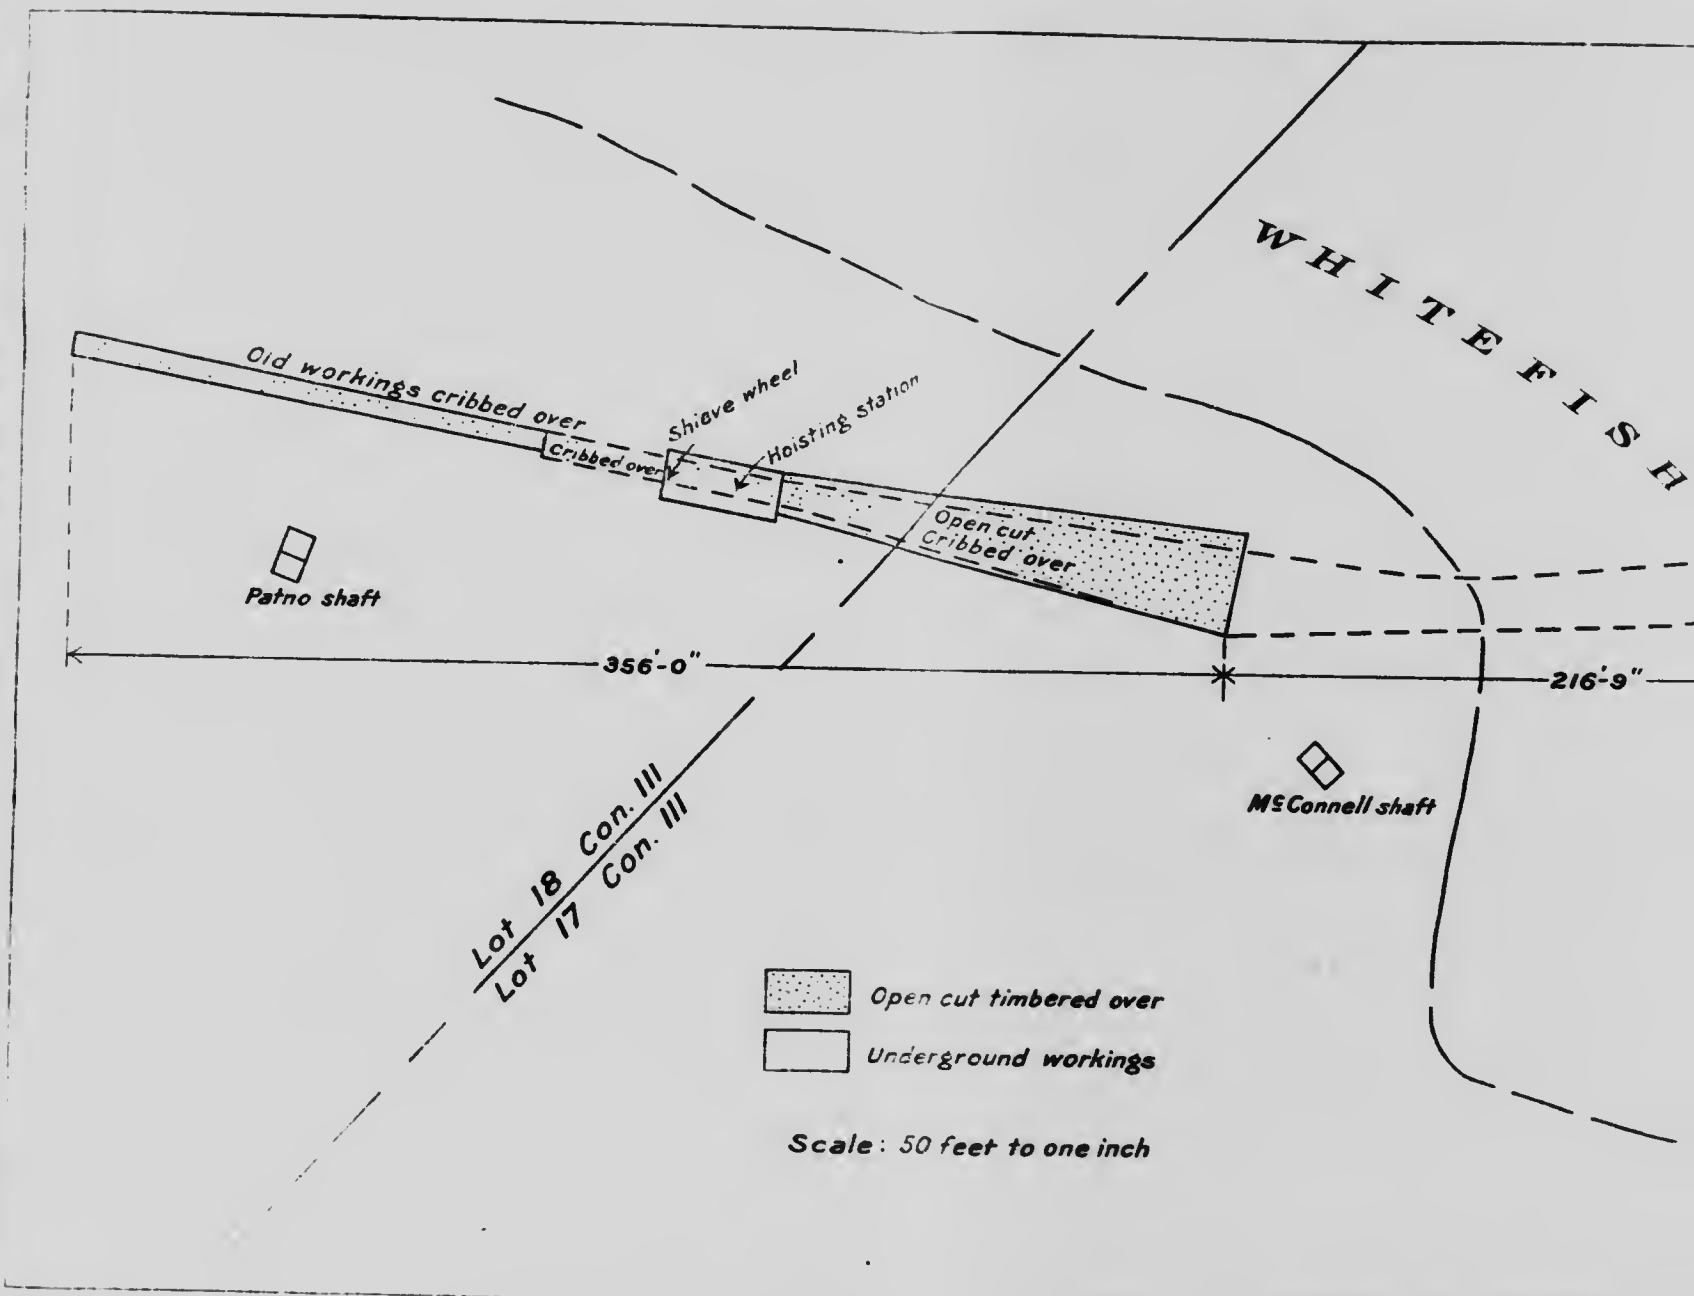 WHITEFISH
Old workings cribbed over
Shieve wheel
Hoisting station
Cribbed over
Open cut
Cribbed over
Patno shaft
356'-0"
216'-9"
McConnell shaft
Lot 18 Con. III
Lot 17 Con. III
Open cut timbered over
Underground workings
Scale: 50 feet to one inch